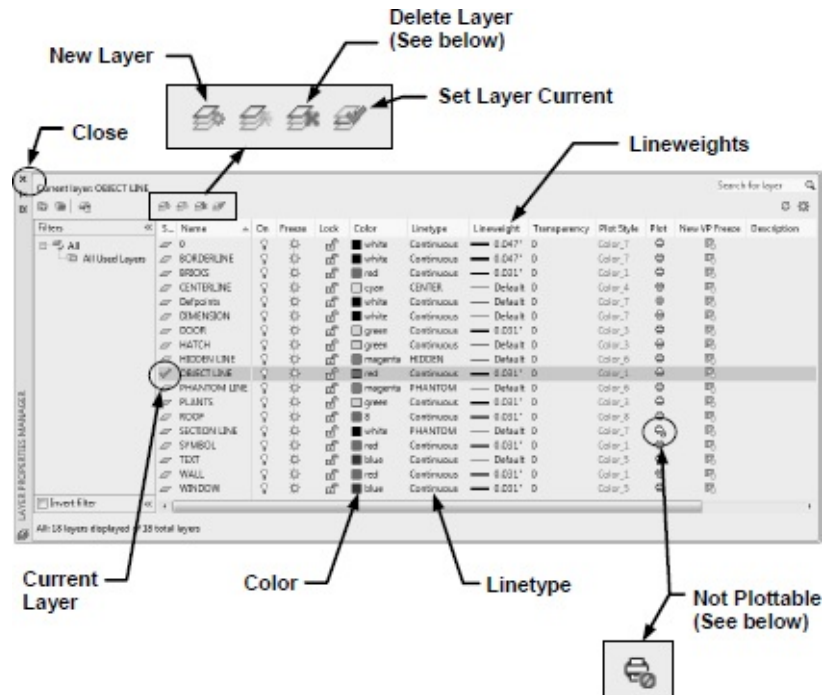 Delete Layer
(See below)
New Layer
Set Layer Current
Close
Lineweights
Current layer: OBJECT LINE
Search for layer
Filters
S... Name On Freeze Lock Color Linetype Lineweight Transparency Plot Style Plot New VP Freeze Description
All
All Used Layers
0 white Continuous 0.047" 0 Color_7
BORDERLINE white Continuous 0.047" 0 Color_7
BRICKS red Continuous 0.031" 0 Color_1
CENTERLINE cyan CENTER Default 0 Color_4
Defpoints white Continuous Default 0 Color_7
DIMENSION white Continuous Default 0 Color_7
DOOR green Continuous 0.031" 0 Color_3
HATCH green Continuous Default 0 Color_3
HIDDEN LINE magenta HIDDEN Default 0 Color_6
OBJECT LINE red Continuous 0.031" 0 Color_1
PHANTOM LINE magenta PHANTOM Default 0 Color_6
PLANTS green Continuous 0.031" 0 Color_3
ROOF 8 Continuous 0.031" 0 Color_8
SECTION LINE white PHANTOM Default 0 Color_7
SYMBOL red Continuous 0.031" 0 Color_1
TEXT blue Continuous Default 0 Color_5
WALL red Continuous 0.031" 0 Color_1
WINDOW blue Continuous 0.031" 0 Color_5
Invert filter
LAYER PROPERTIES MANAGER
All: 18 layers displayed of 18 total layers
Current
Layer
Color
Linetype
Not Plottable
(See below)